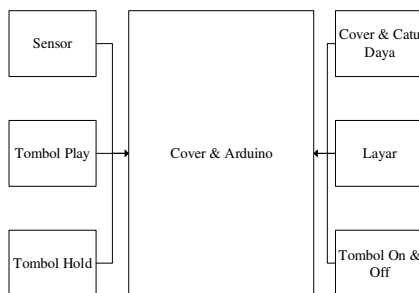 Sensor
Cover & Catu
Daya
Tombol Play
Cover & Arduino
Layar
Tombol Hold
Tombol On &
Off